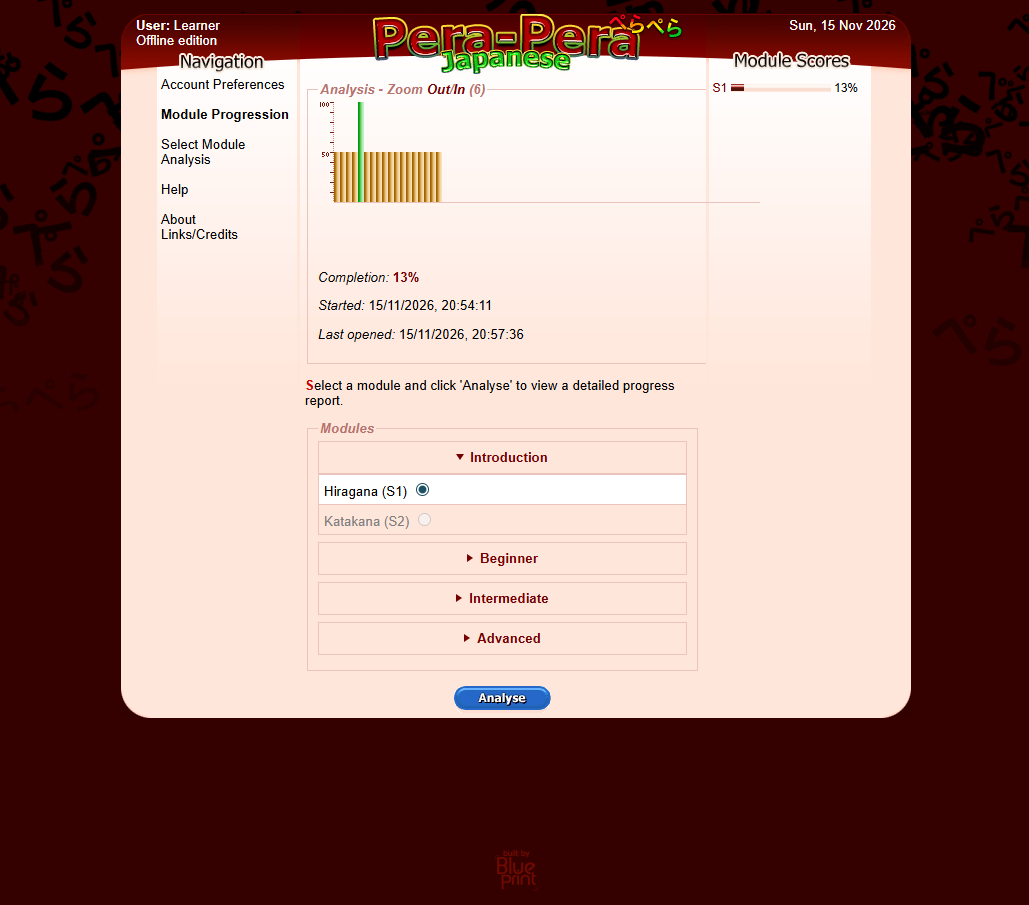 User: Learner
Offline edition
Pera-Pera
ぺらぺら
Japanese
Sun, 15 Nov 2026
Navigation
Account Preferences
Module Progression
Select Module
Analysis
Help
About
Links/Credits
Module Scores
S1 13%
Analysis - Zoom Out/In (6)
100
50
Completion: 13%
Started: 15/11/2026, 20:54:11
Last opened: 15/11/2026, 20:57:36
Select a module and click 'Analyse' to view a detailed progress
report.
Modules
Introduction
Hiragana (S1)
Katakana (S2)
Beginner
Intermediate
Advanced
Analyse
built by
Blue
print